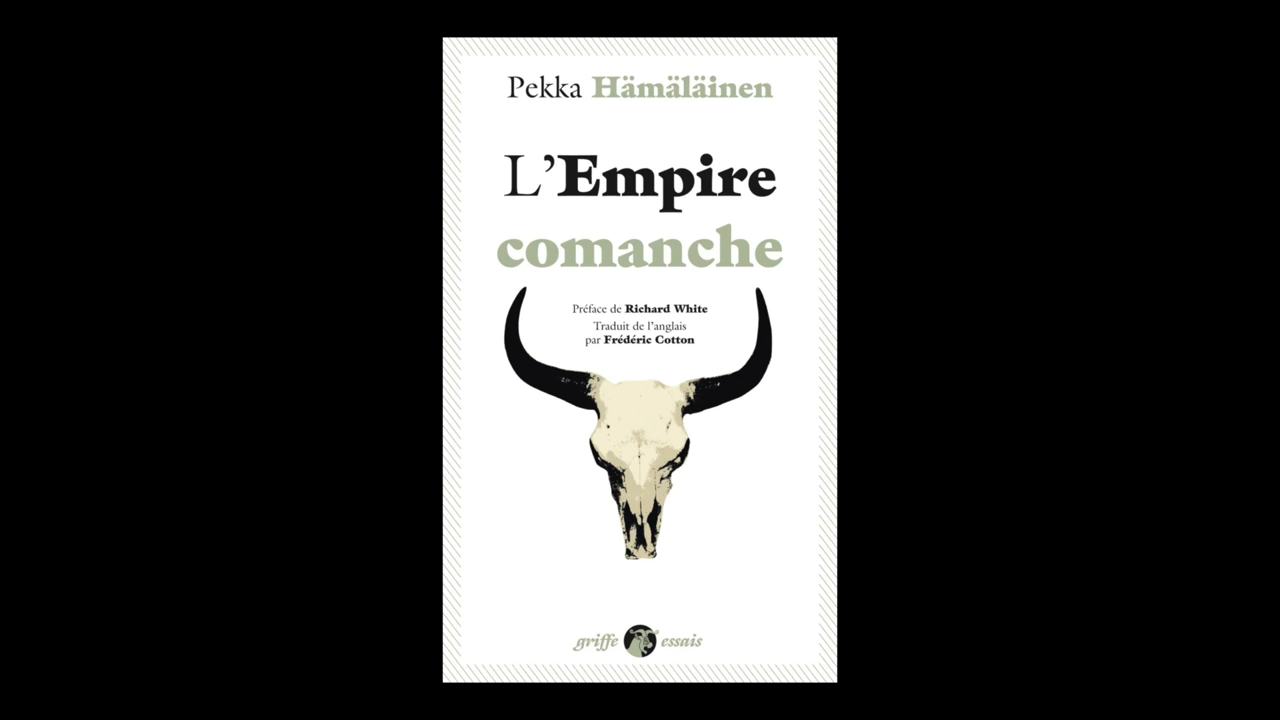 Pekka Hämäläinen
L’Empire
comanche
Préface de Richard White
Traduit de l’anglais
par Frédéric Cotton
griffe essais